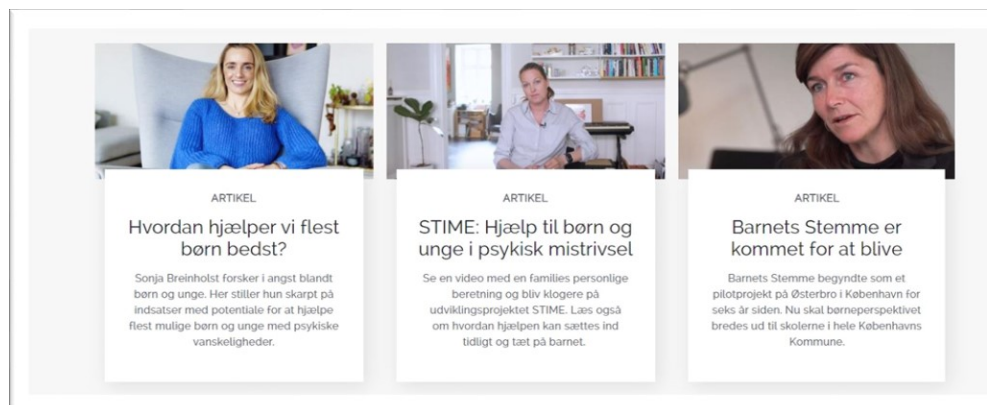 ARTIKEL
Hvordan hjælper vi flest
børn bedst?
Sonja Breinholst forsker i angst blandt
børn og unge. Her stiller hun skarpt på
indsatser med potentiale for at hjælpe
flest mulige børn og unge med psykiske
vanskeligheder.
ARTIKEL
STIME: Hjælp til børn og
unge i psykisk mistrivsel
Se en video med en families personlige
beretning og bliv klogere på
udviklingsprojektet STIME. Læs også
om hvordan hjælpen kan sættes ind
tidligt og tæt på barnet.
ARTIKEL
Barnets Stemme er
kommet for at blive
Barnets Stemme begyndte som et
pilotprojekt på Østerbro i København for
seks år siden. Nu skal børneperspektivet
bredes ud til skolerne i hele Københavns
Kommune.